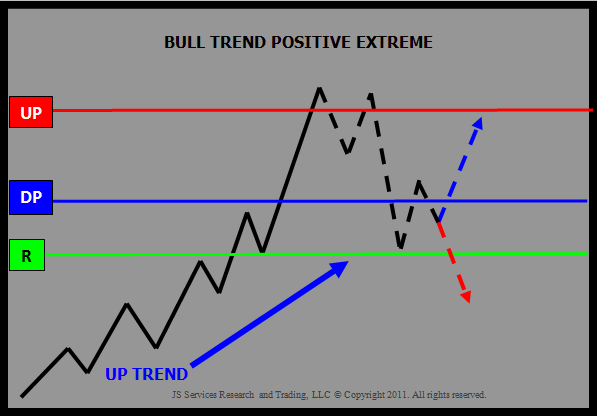 BULL TREND POSITIVE EXTREME
UP
DP
R
UP TREND
JS Services Research and Trading, LLC © Copyright 2011. All rights reserved.